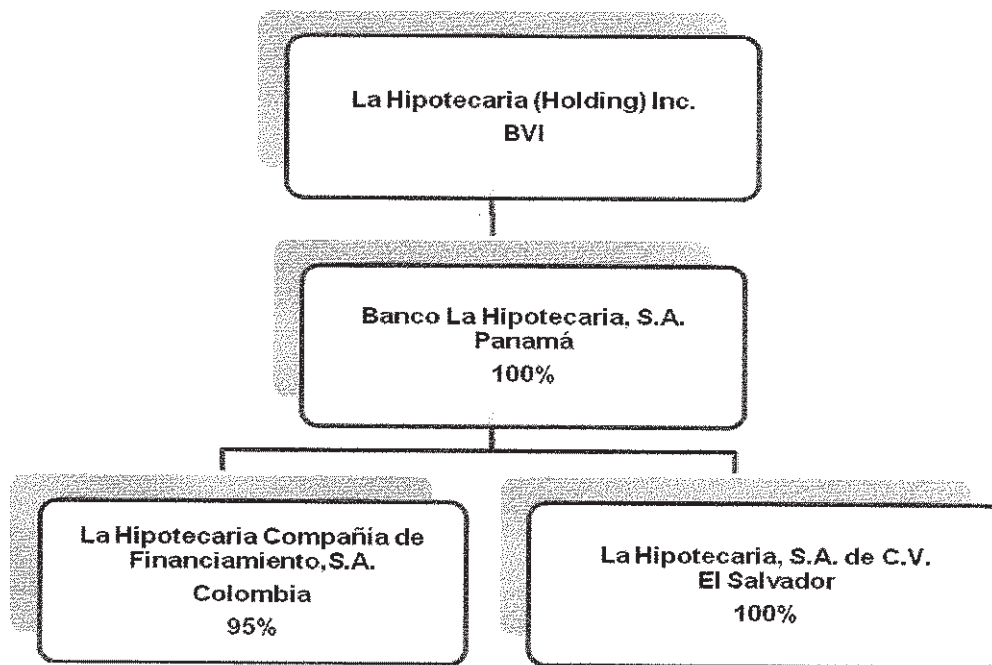 La Hipotecaria (Holding) Inc.
BVI
Banco La Hipotecaria, S.A.
Panamá
100%
La Hipotecaria Compañía de
Financiamiento, S.A.
Colombia
95%
La Hipotecaria, S.A. de C.V.
El Salvador
100%